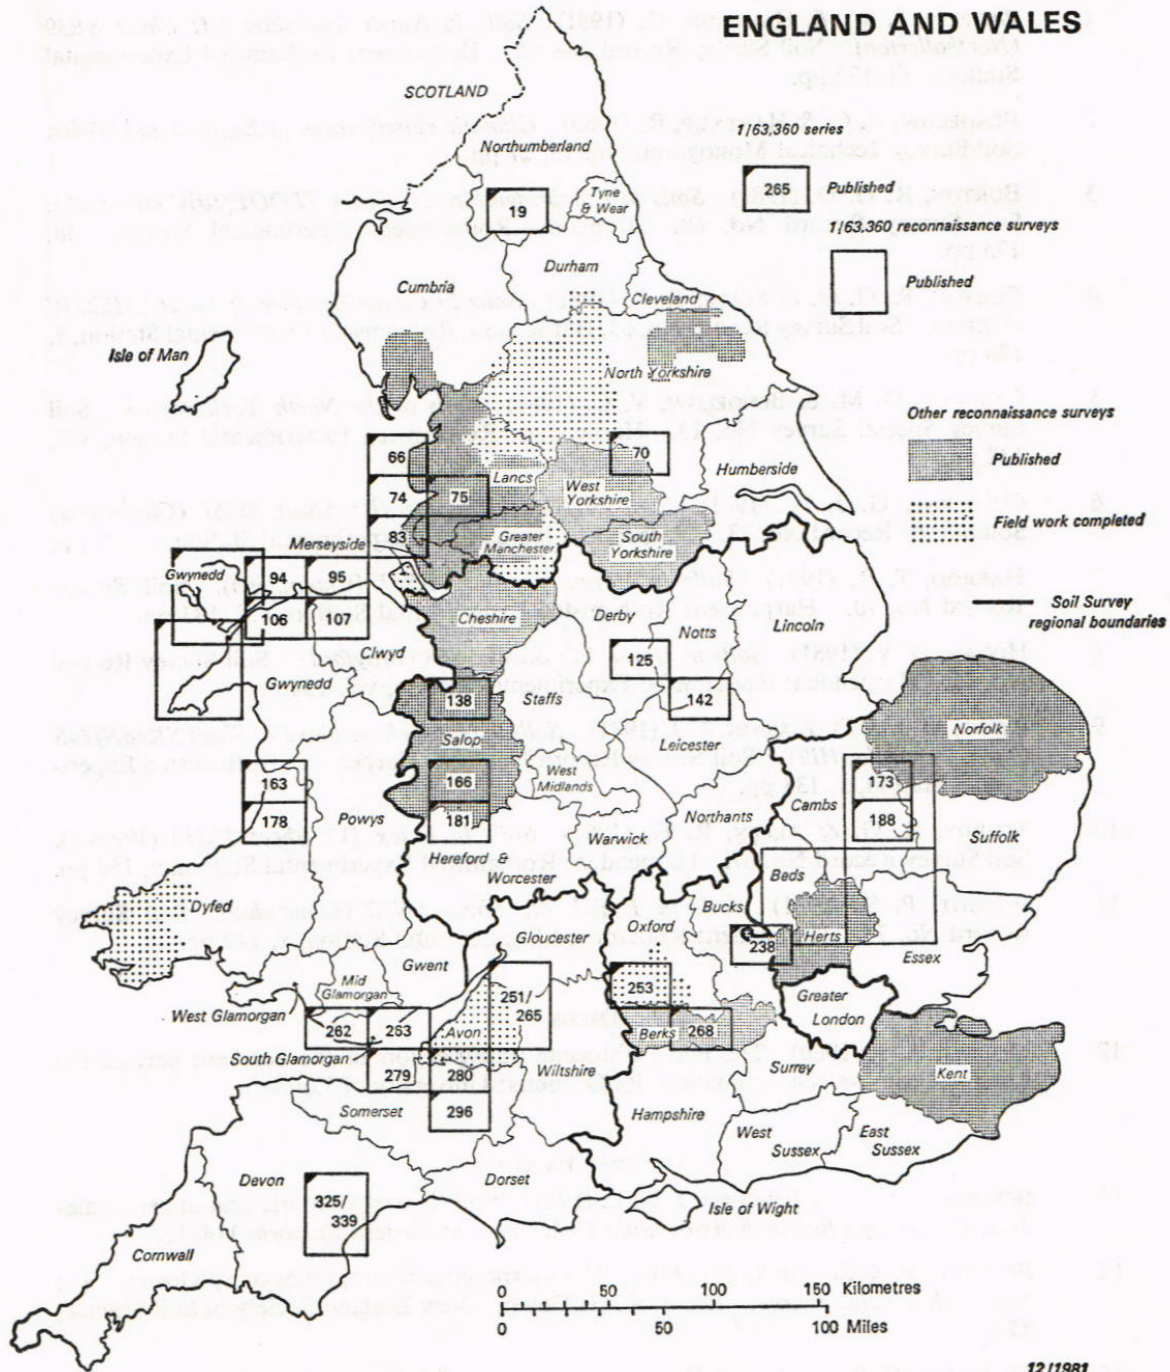 ENGLAND AND WALES
SCOTLAND
1/63,360 series
Northumberland
265
Published
19
Tyne
& Wear
1/63,360 reconnaissance surveys
Durham
Published
Cumbria
Cleveland
Isle of Man
North Yorkshire
Other reconnaissance surveys
Published
66
70
Lancs
West
Yorkshire
Humberside
74
75
Field work completed
83
Greater
Manchester
South
Yorkshire
Merseyside
Gwynedd
94
95
106
107
Cheshire
Derby
Notts
Lincoln
Soil Survey
regional boundaries
Clwyd
125
Gwynedd
138
Staffs
142
Norfolk
Salop
Leicester
163
166
West
Midlands
173
Cambs
178
Powys
181
Northants
188
Suffolk
Hereford &
Worcester
Warwick
Beds
Dyfed
Bucks
Gloucester
Oxford
238
Herts
Essex
Gwent
Mid
Glamorgan
251/
265
253
Greater
London
West Glamorgan
262
263
Avon
Berks
268
South Glamorgan
279
280
Wiltshire
Surrey
Kent
Somerset
296
Hampshire
West
Sussex
East
Sussex
Devon
Dorset
325/
339
Isle of Wight
Cornwall
0 50 100 150 Kilometres
0 50 100 Miles
12/1981